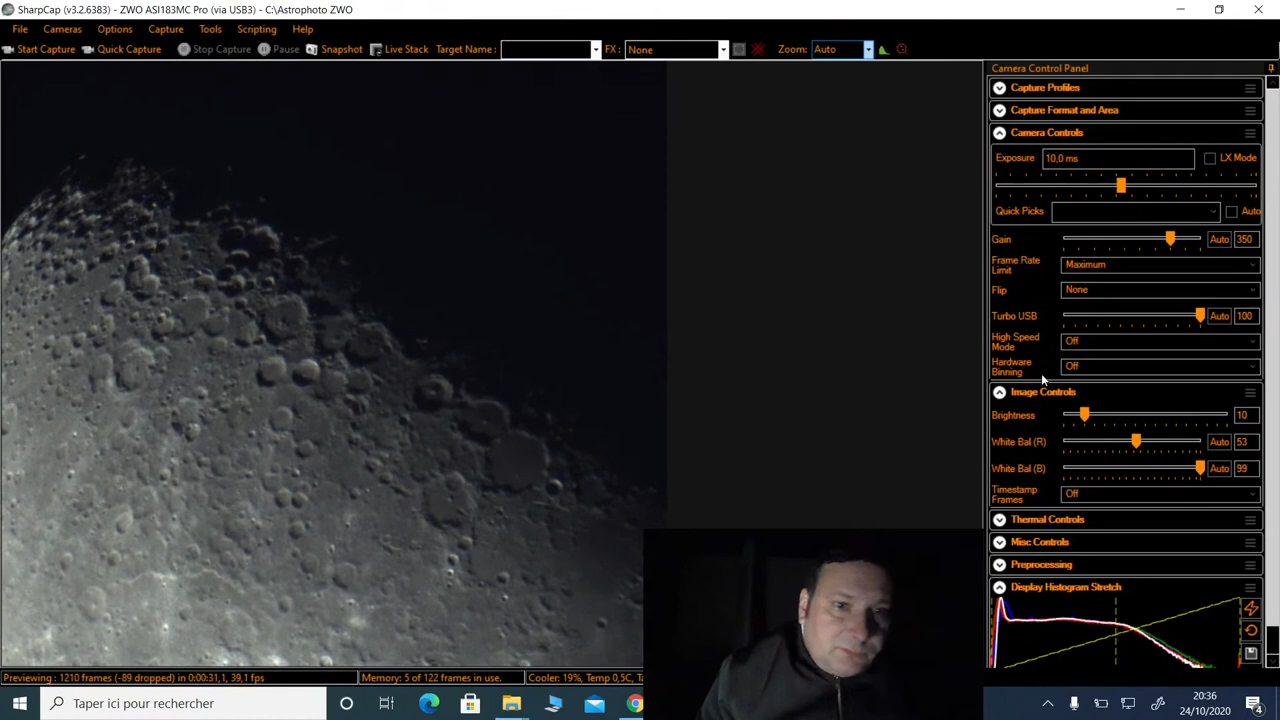 SharpCap (v3.2.6383) - ZWO ASI183MC Pro (via USB3) - C:\Astrophoto ZWO
File Cameras Options Capture Tools Scripting Help
Start Capture Quick Capture Stop Capture Pause Snapshot Live Stack Target Name : FX : None Zoom: Auto
Camera Control Panel
Capture Profiles
Capture Format and Area
Camera Controls
Exposure 10,0 ms LX Mode
Quick Picks Auto
Gain Auto 350
Frame Rate
Limit Maximum
Flip None
Turbo USB Auto 100
High Speed
Mode Off
Hardware
Binning Off
Image Controls
Brightness 10
White Bal (R) Auto 53
White Bal (B) Auto 99
Timestamp
Frames Off
Thermal Controls
Misc Controls
Preprocessing
Display Histogram Stretch
Previewing : 1210 frames (-89 dropped) in 0:00:31,1, 39,1 fps Memory: 5 of 122 frames in use. Cooler: 19%, Temp 0,5C, Ta
Taper ici pour rechercher
20:36
24/10/2020
4